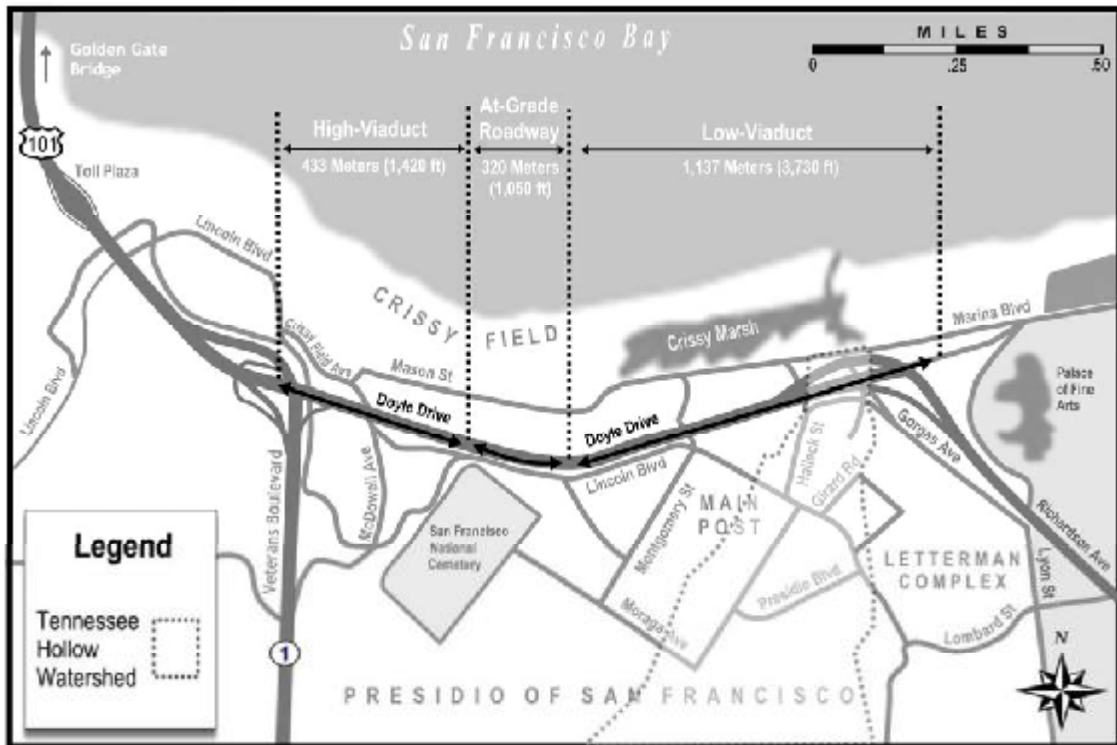 San Francisco Bay
MILES
0 .25 .50
Golden Gate
Bridge
101
Toll Plaza
High-Viaduct
433 Meters (1,420 ft)
At-Grade
Roadway
320 Meters
(1,050 ft)
Low-Viaduct
1,137 Meters (3,730 ft)
Lincoln Blvd
Lincoln Blvd
Crissy Field Ave
CRISSY
FIELD
Crissy Marsh
Marina Blvd
Mason St
Doyle Drive
Doyle Drive
Palace
of Fine
Arts
Lincoln Blvd
Halleck St
Girard Rd
Gorgas Ave
Richardson Ave
Veterans Boulevard
McDowell Ave
San Francisco
National
Cemetery
Montgomery St
MAIN
POST
Moraga Ave
Presidio Blvd
LETTERMAN
COMPLEX
Lyon St
Lombard St
N
1
PRESIDIO OF SAN FRANCISCO
Legend
Tennessee
Hollow
Watershed